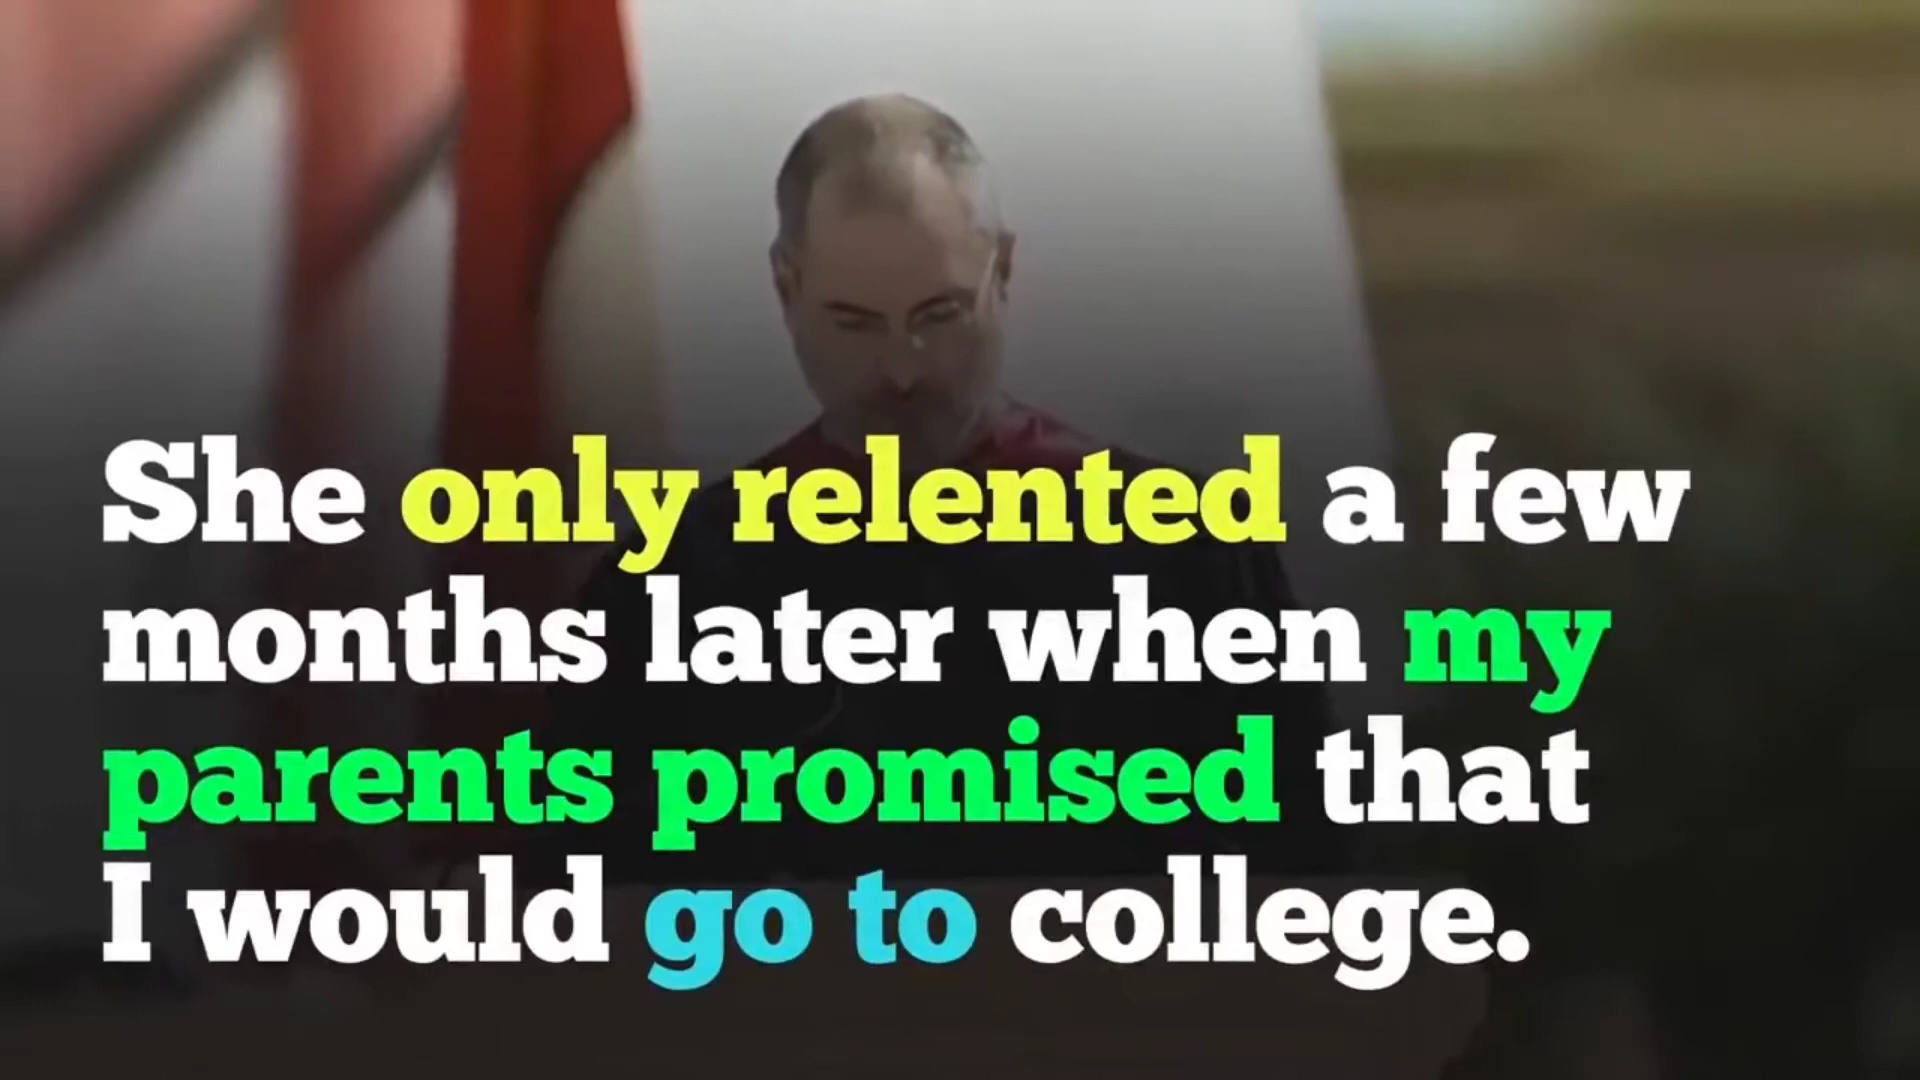 She only relented a few
months later when my
parents promised that
I would go to college.